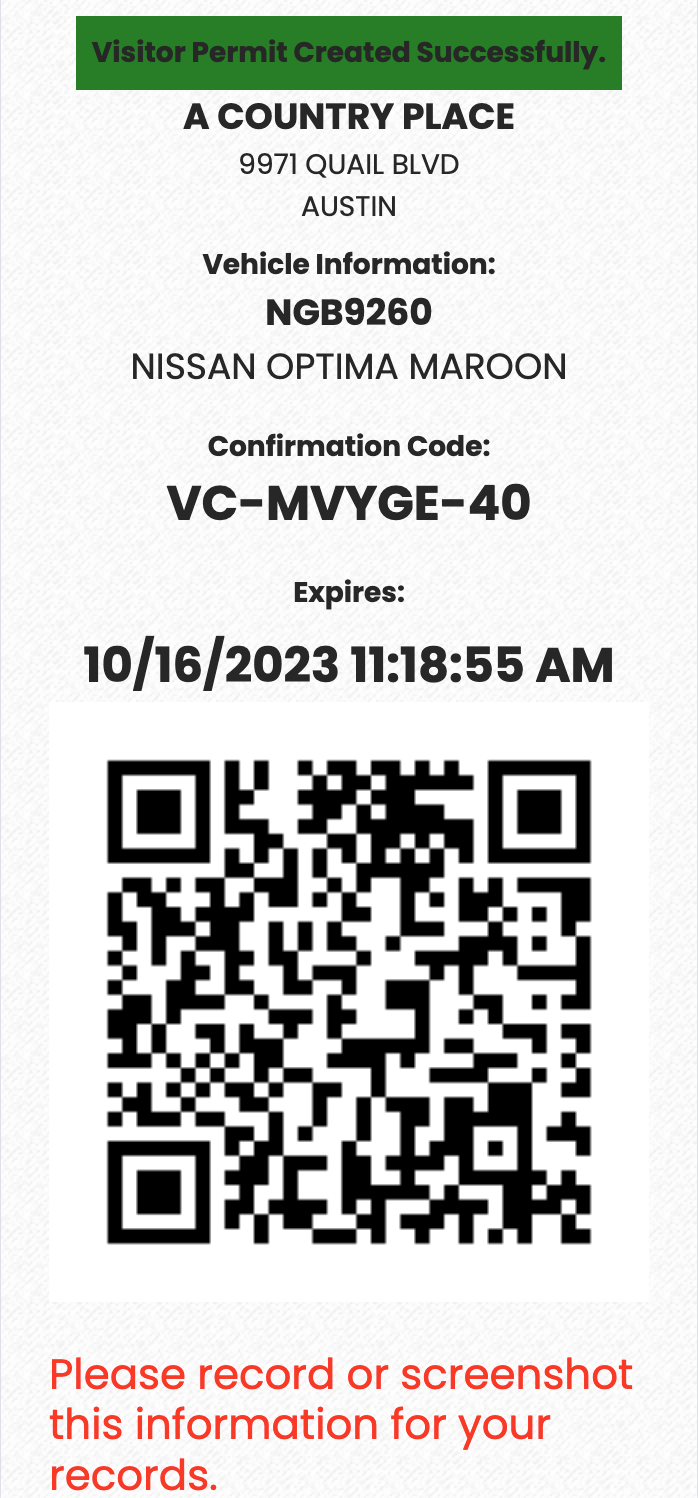 Visitor Permit Created Successfully.
A COUNTRY PLACE
9971 QUAIL BLVD
AUSTIN
Vehicle Information:
NGB9260
NISSAN OPTIMA MAROON
Confirmation Code:
VC-MVYGE-40
Expires:
10/16/2023 11:18:55 AM
Please record or screenshot
this information for your
records.